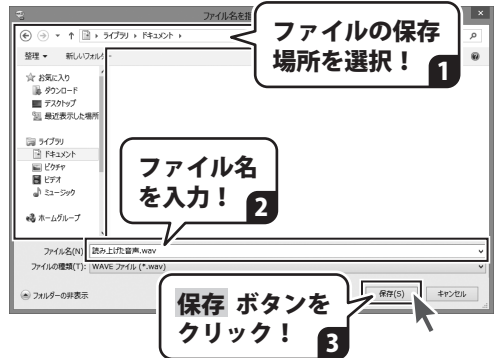 ファイル名を指
ライブラリ ▸ ドキュメント ▸
ファイルの保存
場所を選択！
1
整理
新しいフォルダ
お気に入り
ダウンロード
デスクトップ
最近表示した場所
ライブラリ
ドキュメント
ピクチャ
ビデオ
ミュージック
ホームグループ
ファイル名
を入力！
2
ファイル名(N):
読み上げた音声.wav
ファイルの種類(T):
WAVE ファイル (*.wav)
フォルダーの非表示
保存(S)
キャンセル
保存 ボタンを
クリック！
3